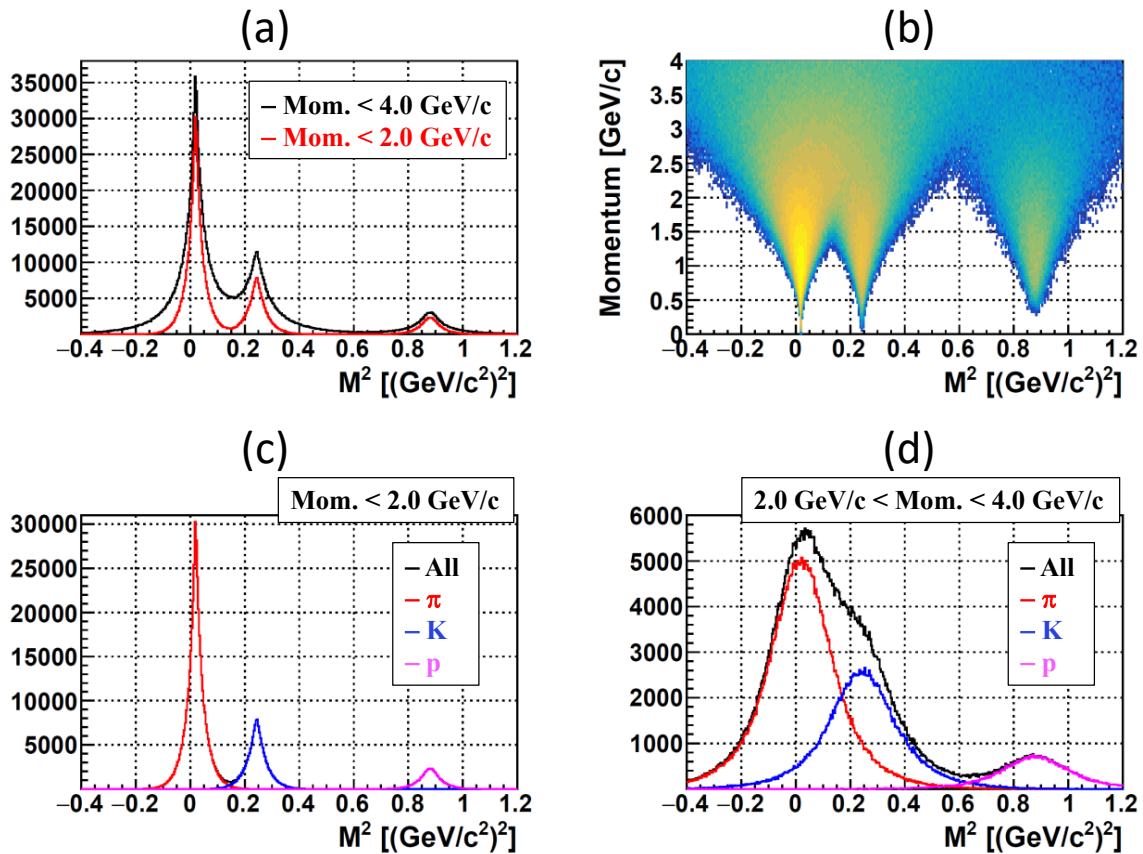 (a)
35000
30000
25000
20000
15000
10000
5000
− Mom. < 4.0 GeV/c
− Mom. < 2.0 GeV/c
−0.4 −0.2 0 0.2 0.4 0.6 0.8 1 1.2
M² [(GeV/c²)²]
(b)
Momentum [GeV/c]
4
3.5
3
2.5
2
1.5
1
0.5
0
−0.4 −0.2 0 0.2 0.4 0.6 0.8 1 1.2
M² [(GeV/c²)²]
(c)
Mom. < 2.0 GeV/c
30000
25000
20000
15000
10000
5000
− All
− π
− K
− p
−0.4 −0.2 0 0.2 0.4 0.6 0.8 1 1.2
M² [(GeV/c²)²]
(d)
2.0 GeV/c < Mom. < 4.0 GeV/c
6000
5000
4000
3000
2000
1000
− All
− π
− K
− p
−0.4 −0.2 0 0.2 0.4 0.6 0.8 1 1.2
M² [(GeV/c²)²]